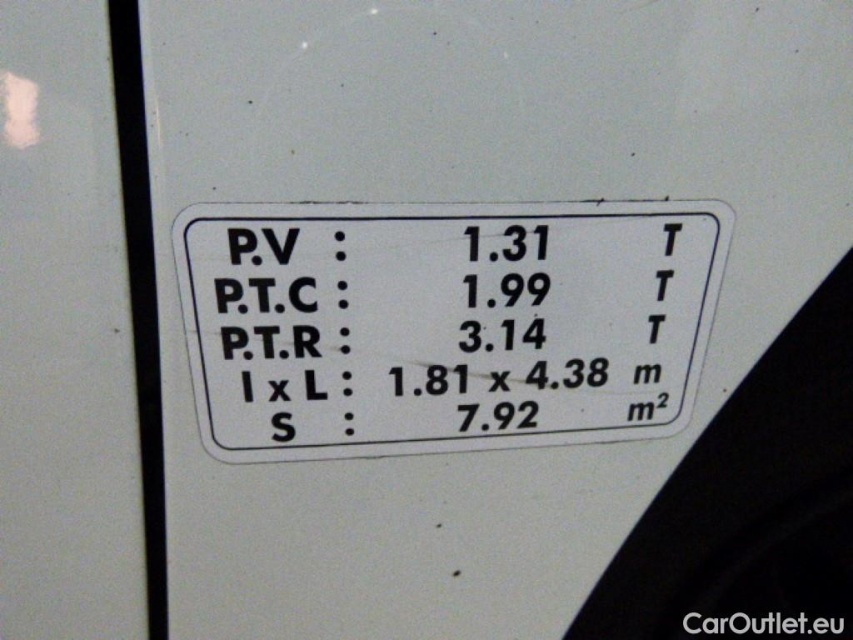 P.V : 1.31 T
P.T.C : 1.99 T
P.T.R : 3.14 T
l x L : 1.81 x 4.38 m
S : 7.92 m²
CarOutlet.eu